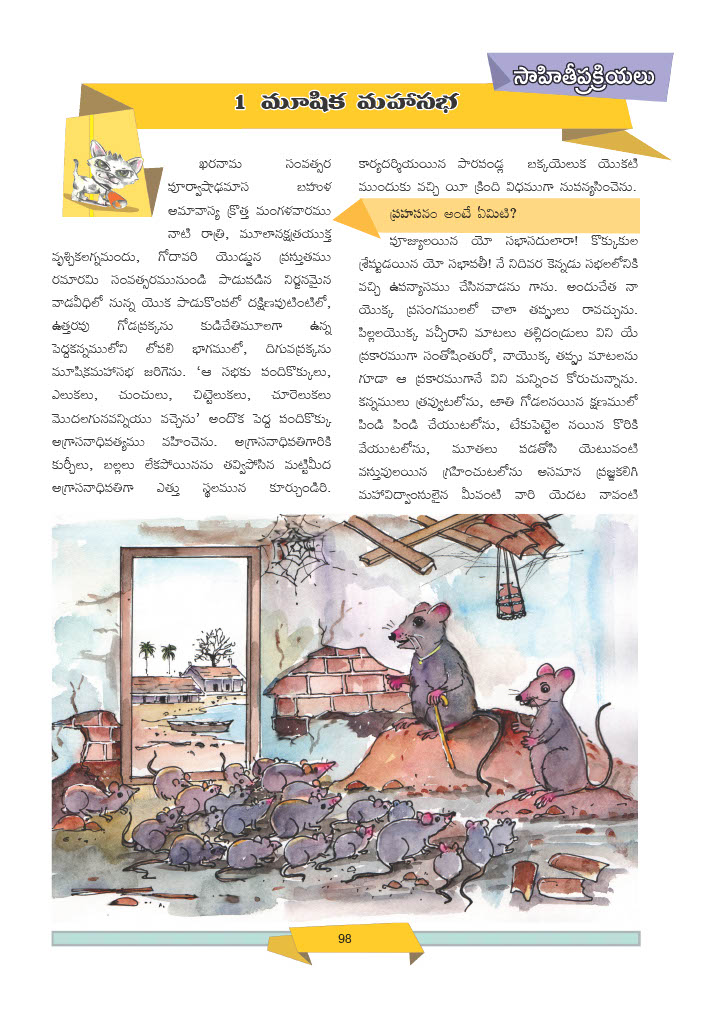 సాహితీప్రక్రియలు
1 మూషిక మహాసభ
ఖరనామ సంవత్సర
పూర్వాషాఢమాస బహుళ
అమావాస్య క్రొత్త మంగళవారము
నాటి రాత్రి, మూలానక్షత్రయుక్త
వృశ్చికలగ్నమందు, గోదావరి యొడ్డున ప్రస్తుతము
రమారమి సంవత్సరమునుండి పాడుపడిన నిర్జనమైన
వాడవీధిలో నున్న యొక పాడుకొంపలో దక్షిణపుటింటిలో,
ఉత్తరపు గోడప్రక్కను కుడిచేతిమూలగా ఉన్న
పెద్దకన్నములోని లోపలి భాగములో, దిగువప్రక్కను
మూషికమహాసభ జరిగెను. ‘ఆ సభకు పందికొక్కులు,
ఎలుకలు, చుంచులు, చిట్టెలుకలు, చూరెలుకలు
మొదలగునవన్నియు వచ్చెను’ అందొక పెద్ద పందికొక్కు
అగ్రాసనాధిపత్యము వహించెను. అగ్రాసనాధిపతిగారికి
కుర్చీలు, బల్లలు లేకపోయినను తవ్విపోసిన మట్టిమీద
అగ్రాసనాధిపతిగా ఎత్తు స్థలమున కూర్చుండిరి.
కార్యదర్శియయిన పారవండ్ల బక్కయెలుక యొకటి
ముందుకు వచ్చి యీ క్రింది విధముగా నుపన్యసించెను.
ప్రహసనం అంటే ఏమిటి?
పూజ్యులయిన యో సభాసదులారా! కొక్కుకుల
శ్రేష్ఠుడయిన యో సభాపతీ! నే నిదివర కెన్నడు సభలలోనికి
వచ్చి ఉపన్యాసము చేసినవాడను గాను. అందుచేత నా
యొక్క ప్రసంగములలో చాలా తప్పులు రావచ్చును.
పిల్లలయొక్క వచ్చీరాని మాటలు తల్లిదండ్రులు విని యే
ప్రకారముగా సంతోషింతురో, నాయొక్క తప్పు మాటలను
గూడా ఆ ప్రకారముగానే విని మన్నించ కోరుచున్నాను.
కన్నములు త్రవ్వుటలోను, ఱాతి గోడలనయిన క్షణములో
పిండి పిండి చేయుటలోను, టేకుపెట్టెల నయిన కొరికి
వేయుటలోను, మూతలు పడతోసి యెటువంటి
వస్తువులయిన గ్రహించుటలోను అసమాన ప్రజ్ఞకలిగి
మహావిద్వాంసులైన మీవంటి వారి యెదట నావంటి
98